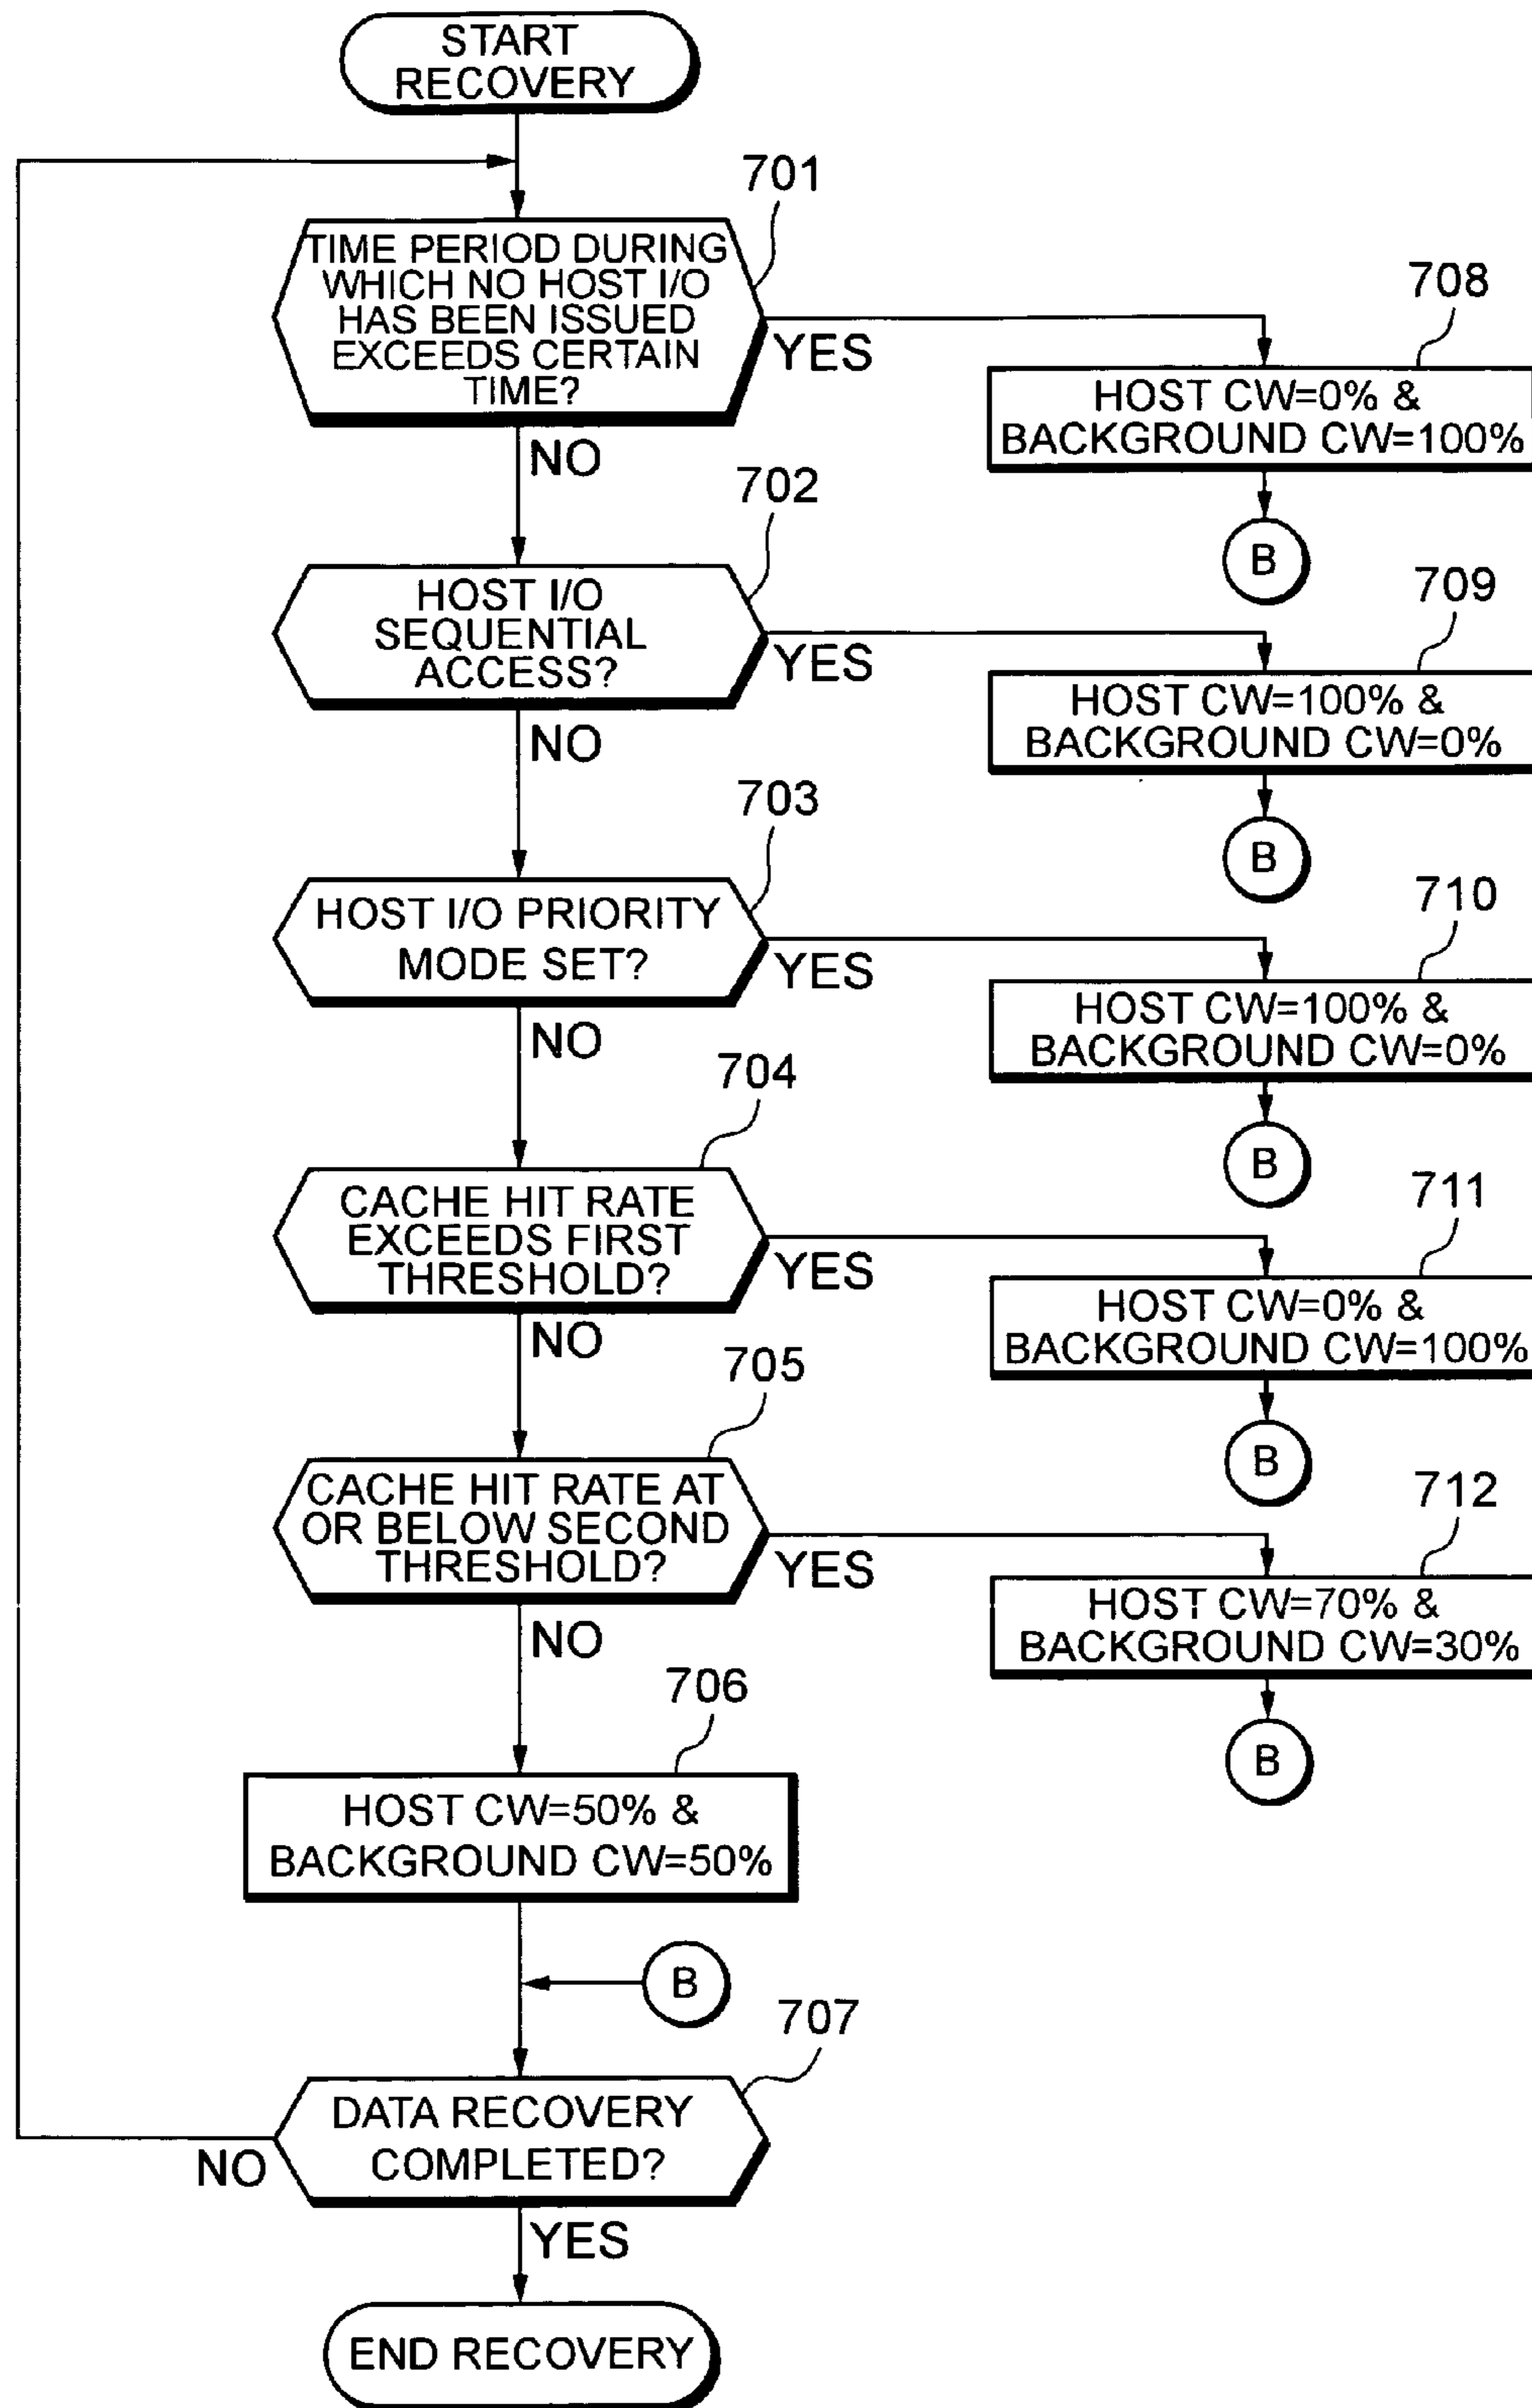 START
RECOVERY
701
TIME PERIOD DURING
WHICH NO HOST I/O
HAS BEEN ISSUED
EXCEEDS CERTAIN
TIME?
YES
NO
708
HOST CW=0% &
BACKGROUND CW=100%
B
702
HOST I/O
SEQUENTIAL
ACCESS?
YES
NO
709
HOST CW=100% &
BACKGROUND CW=0%
B
703
HOST I/O PRIORITY
MODE SET?
YES
NO
710
HOST CW=100% &
BACKGROUND CW=0%
B
704
CACHE HIT RATE
EXCEEDS FIRST
THRESHOLD?
YES
NO
711
HOST CW=0% &
BACKGROUND CW=100%
B
705
CACHE HIT RATE AT
OR BELOW SECOND
THRESHOLD?
YES
NO
712
HOST CW=70% &
BACKGROUND CW=30%
B
706
HOST CW=50% &
BACKGROUND CW=50%
B
707
DATA RECOVERY
COMPLETED?
NO
YES
END RECOVERY